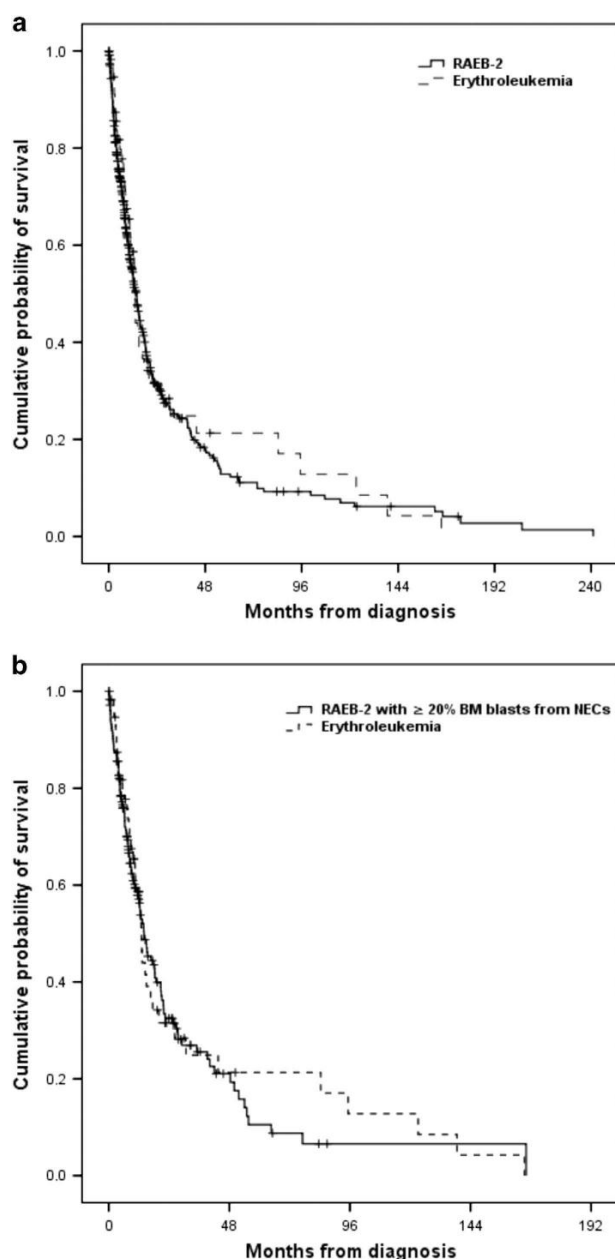 a
1.0
0.8
0.6
0.4
0.2
0.0
Cumulative probability of survival
RAEB-2
Erythroleukemia
0 48 96 144 192 240
Months from diagnosis
b
1.0
0.8
0.6
0.4
0.2
0.0
Cumulative probability of survival
RAEB-2 with ≥ 20% BM blasts from NECs
Erythroleukemia
0 48 96 144 192
Months from diagnosis